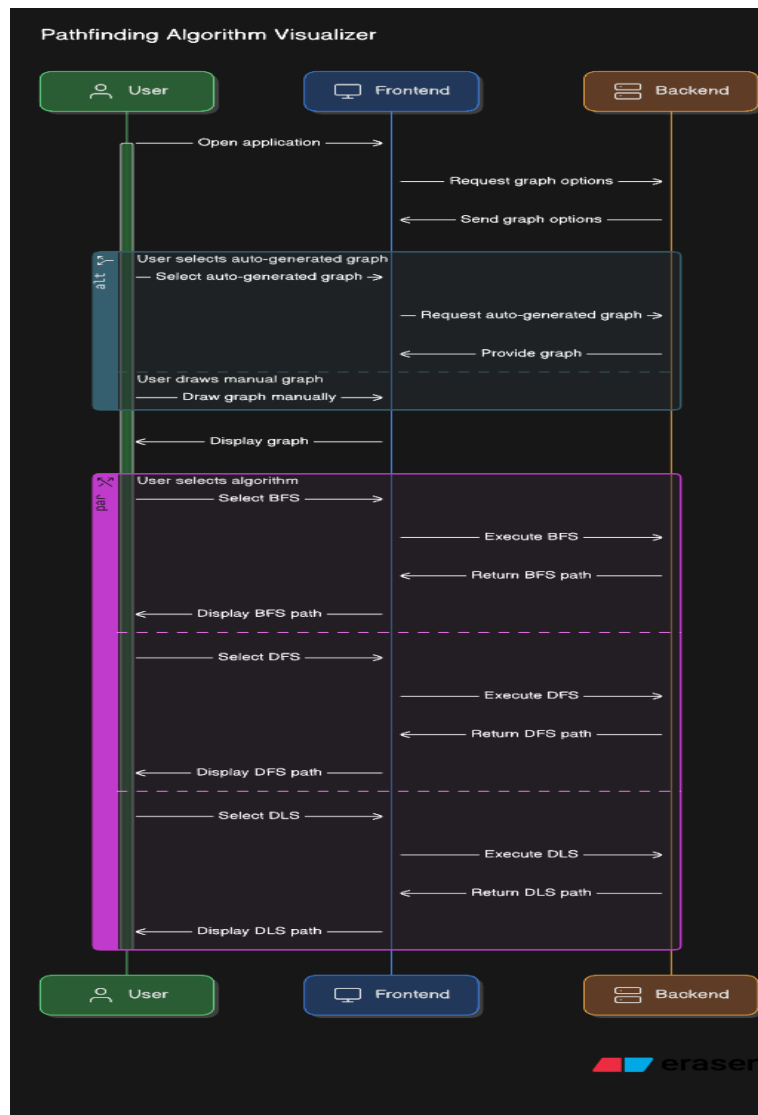 Pathfinding Algorithm Visualizer
User Frontend Backend
Open application
Request graph options
Send graph options
alt
User selects auto-generated graph
Select auto-generated graph
Request auto-generated graph
Provide graph
User draws manual graph
Draw graph manually
Display graph
par
User selects algorithm
Select BFS
Execute BFS
Return BFS path
Display BFS path
Select DFS
Execute DFS
Return DFS path
Display DFS path
Select DLS
Execute DLS
Return DLS path
Display DLS path
User Frontend Backend
eraser